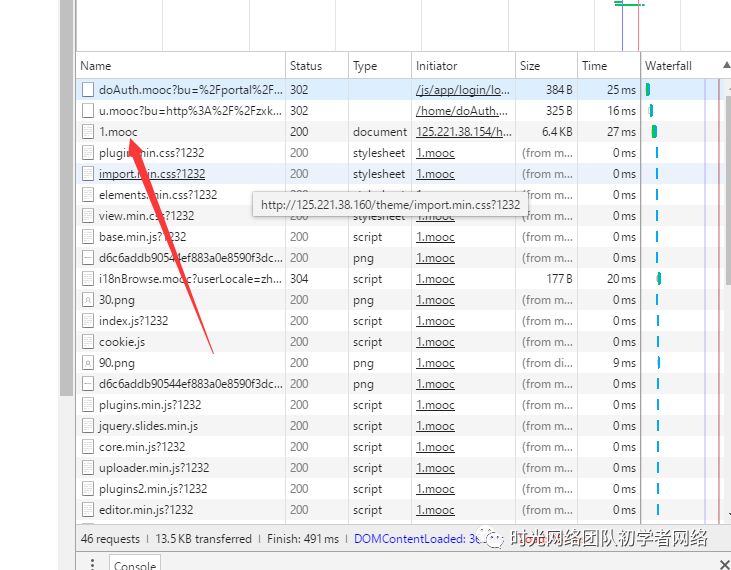 Name Status Type Initiator Size Time Waterfall
doAuth.mooc?bu=%2Fportal%2F... 302 /js/app/login/lo... 384 B 25 ms
u.mooc?bu=http%3A%2F%2Fzxk... 302 /home/doAuth.... 325 B 16 ms
1.mooc 200 document 125.221.38.154/h... 6.4 KB 27 ms
plugin.min.css?1232 200 stylesheet 1.mooc (from m... 0 ms
import.min.css?1232 200 stylesheet 1.mooc (from m... 0 ms
elements.min.css?1232 200 stylesheet 1.mooc (from m... 0 ms
http://125.221.38.160/theme/import.min.css?1232
view.min.css?1232 200 stylesheet 1.mooc (from m... 0 ms
base.min.js?1232 200 script 1.mooc (from m... 0 ms
d6c6addb90544ef883a0e8590f3dc... 200 png 1.mooc (from m... 0 ms
i18nBrowse.mooc?userLocale=zh... 304 script 1.mooc 177 B 20 ms
30.png 200 png 1.mooc (from m... 0 ms
index.js?1232 200 script 1.mooc (from m... 0 ms
cookie.js 200 script 1.mooc (from m... 0 ms
90.png 200 png 1.mooc (from di... 9 ms
d6c6addb90544ef883a0e8590f3dc... 200 png 1.mooc (from m... 0 ms
plugins.min.js?1232 200 script 1.mooc (from m... 0 ms
jquery.slides.min.js 200 script 1.mooc (from m... 0 ms
core.min.js?1232 200 script 1.mooc (from m... 0 ms
uploader.min.js?1232 200 script 1.mooc (from m... 0 ms
plugins2.min.js?1232 200 script 1.mooc (from m... 0 ms
editor.min.js?1232 200 script 1.mooc (from m... 0 ms
46 requests | 13.5 KB transferred | Finish: 491 ms | DOMContentLoaded:
时光网络团队初学者网络
Console